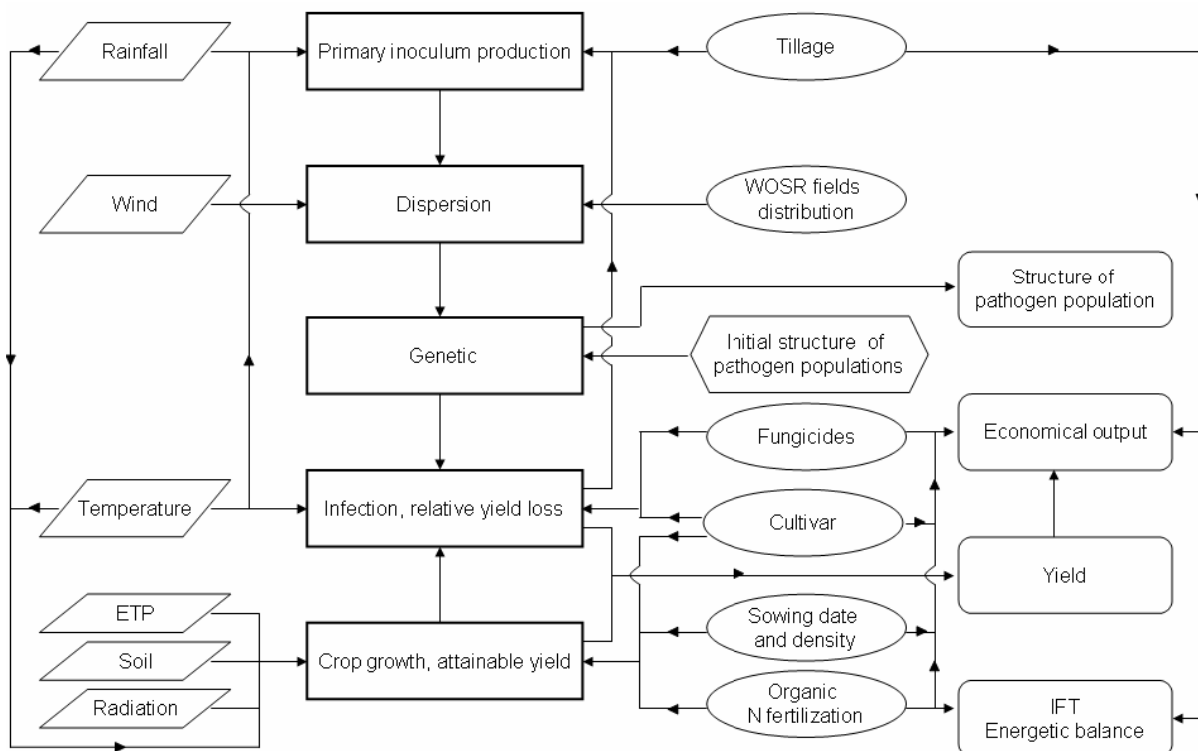 Rainfall
Primary inoculum production
Tillage
Wind
Dispersion
WOSR fields
distribution
Structure of
pathogen population
Genetic
Initial structure of
pathogen populations
Fungicides
Economical output
Temperature
Infection, relative yield loss
Cultivar
Yield
ETP
Sowing date
and density
Soil
Crop growth, attainable yield
Radiation
Organic
N fertilization
IFT
Energetic balance